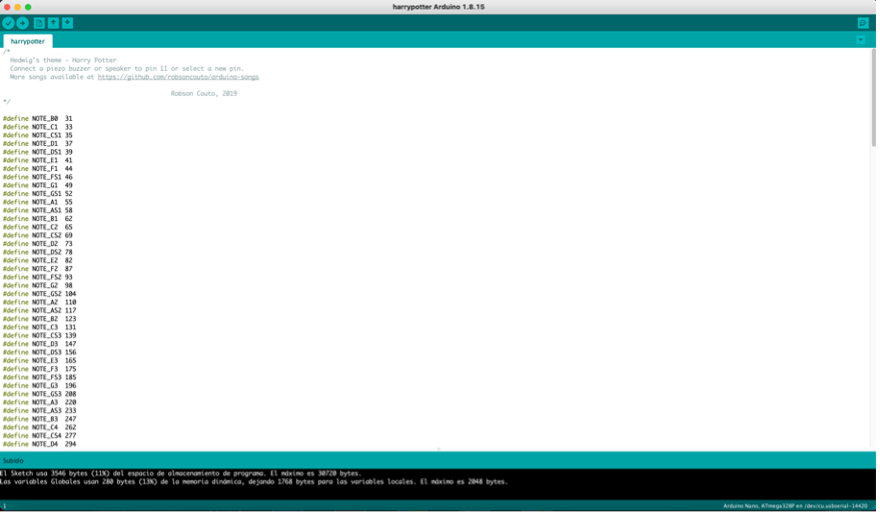 harrypotter Arduino 1.8.15
harrypotter
/*
Hedwig's theme - Harry Potter
Connect a piezo buzzer or speaker to pin 11 or select a new pin.
More songs available at https://github.com/robsoncouto/arduino-songs
Robson Couto, 2019
*/
#define NOTE_B0 31
#define NOTE_C1 33
#define NOTE_CS1 35
#define NOTE_D1 37
#define NOTE_DS1 39
#define NOTE_E1 41
#define NOTE_F1 44
#define NOTE_FS1 46
#define NOTE_G1 49
#define NOTE_GS1 52
#define NOTE_A1 55
#define NOTE_AS1 58
#define NOTE_B1 62
#define NOTE_C2 65
#define NOTE_CS2 69
#define NOTE_D2 73
#define NOTE_DS2 78
#define NOTE_E2 82
#define NOTE_F2 87
#define NOTE_FS2 93
#define NOTE_G2 98
#define NOTE_GS2 104
#define NOTE_A2 110
#define NOTE_AS2 117
#define NOTE_B2 123
#define NOTE_C3 131
#define NOTE_CS3 139
#define NOTE_D3 147
#define NOTE_DS3 156
#define NOTE_E3 165
#define NOTE_F3 175
#define NOTE_FS3 185
#define NOTE_G3 196
#define NOTE_GS3 208
#define NOTE_A3 220
#define NOTE_AS3 233
#define NOTE_B3 247
#define NOTE_C4 262
#define NOTE_CS4 277
#define NOTE_D4 294
Subido
El Sketch usa 3546 bytes (11%) del espacio de almacenamiento de programa. El máximo es 30720 bytes.
Las variables Globales usan 280 bytes (13%) de la memoria dinámica, dejando 1768 bytes para las variables locales. El máximo es 2048 bytes.
1
Arduino Nano, ATmega328P en /dev/cu.usbserial-14420